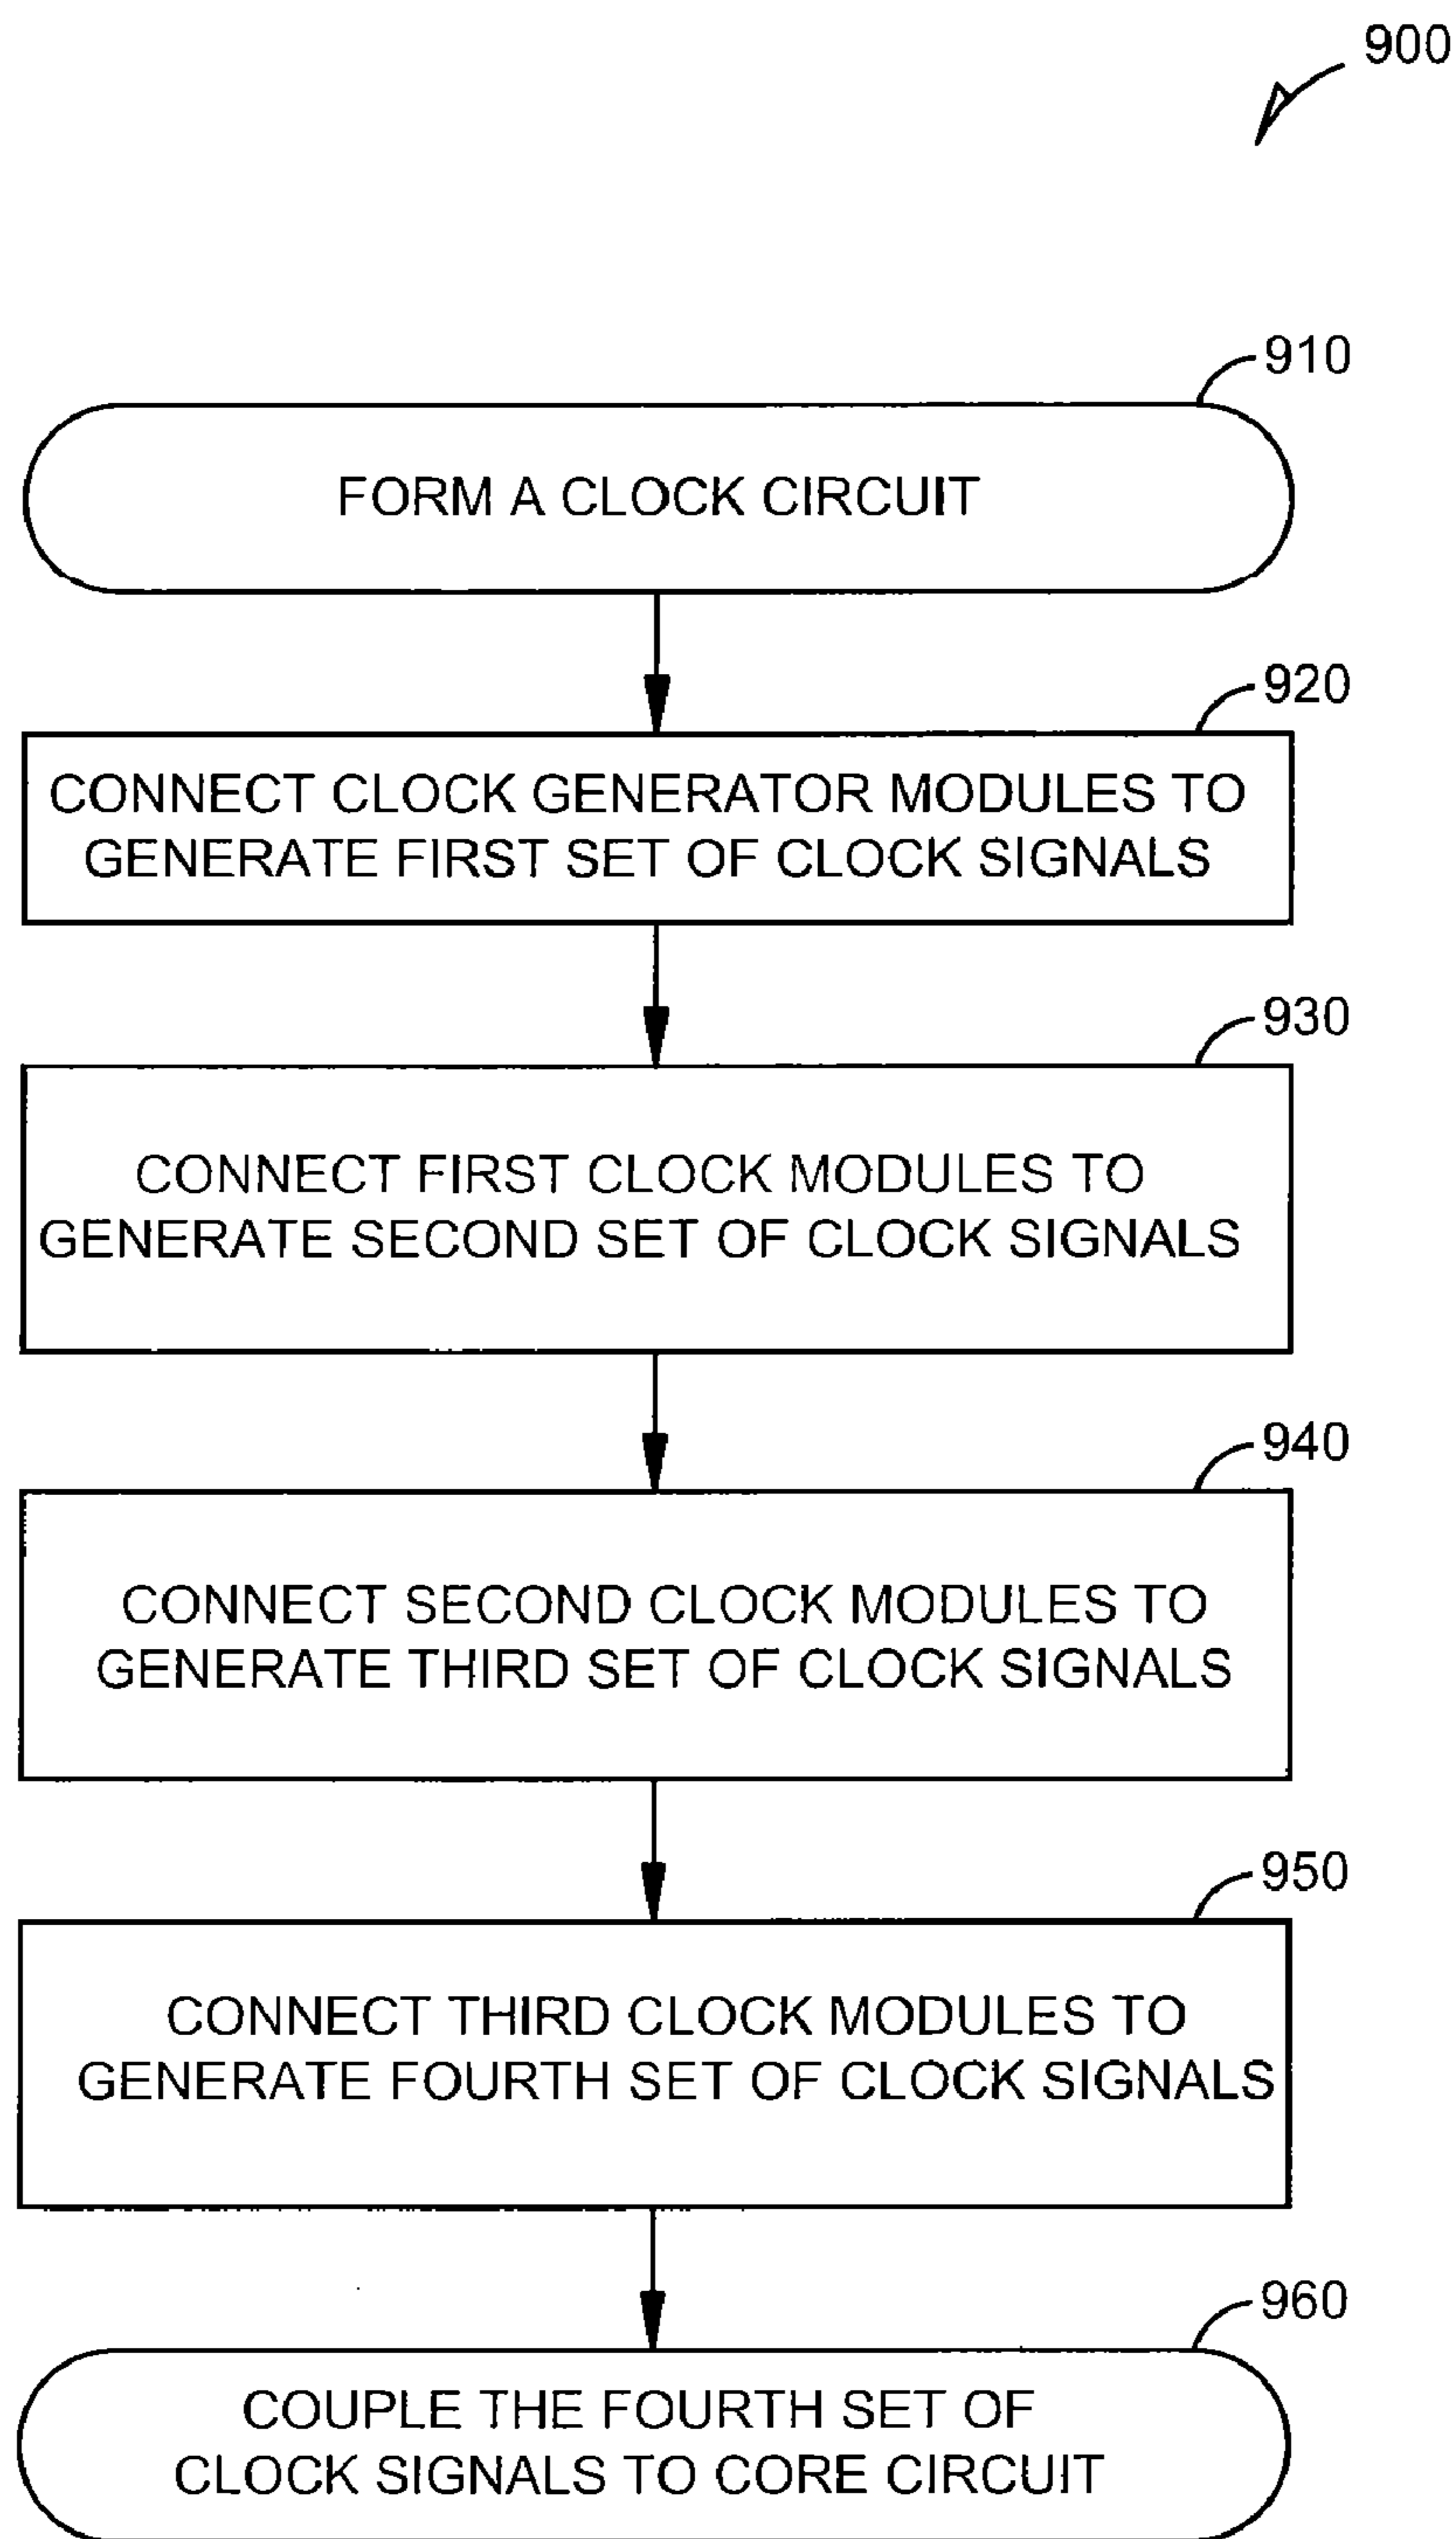 900
910
FORM A CLOCK CIRCUIT
920
CONNECT CLOCK GENERATOR MODULES TO
GENERATE FIRST SET OF CLOCK SIGNALS
930
CONNECT FIRST CLOCK MODULES TO
GENERATE SECOND SET OF CLOCK SIGNALS
940
CONNECT SECOND CLOCK MODULES TO
GENERATE THIRD SET OF CLOCK SIGNALS
950
CONNECT THIRD CLOCK MODULES TO
GENERATE FOURTH SET OF CLOCK SIGNALS
960
COUPLE THE FOURTH SET OF
CLOCK SIGNALS TO CORE CIRCUIT